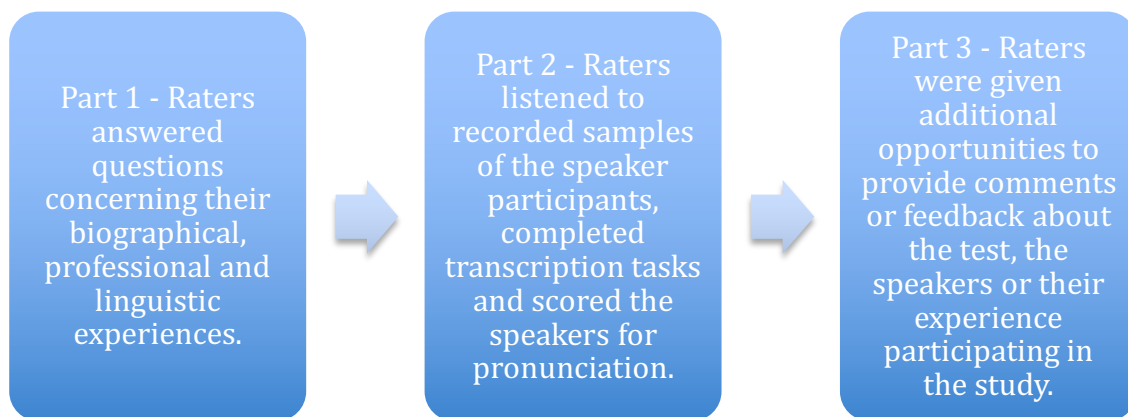 Part 1 - Raters
answered
questions
concerning their
biographical,
professional and
linguistic
experiences.
Part 2 - Raters
listened to
recorded samples
of the speaker
participants,
completed
transcription tasks
and scored the
speakers for
pronunciation.
Part 3 - Raters
were given
additional
opportunities to
provide comments
or feedback about
the test, the
speakers or their
experience
participating in
the study.